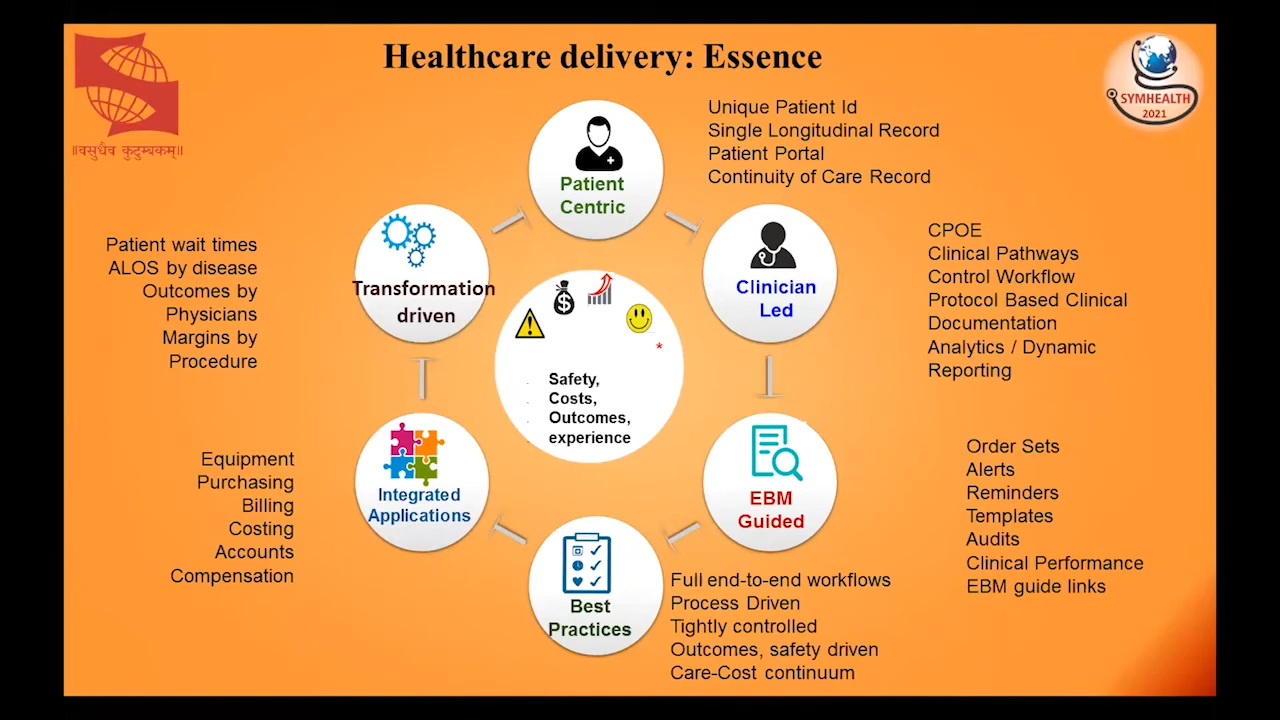 Healthcare delivery: Essence
॥वसुधैव कुटुम्बकम्॥
SYMHEALTH
2021
Patient
Centric
Unique Patient Id
Single Longitudinal Record
Patient Portal
Continuity of Care Record
Clinician
Led
CPOE
Clinical Pathways
Control Workflow
Protocol Based Clinical
Documentation
Analytics / Dynamic
Reporting
EBM
Guided
Order Sets
Alerts
Reminders
Templates
Audits
Clinical Performance
EBM guide links
Best
Practices
Full end-to-end workflows
Process Driven
Tightly controlled
Outcomes, safety driven
Care-Cost continuum
Integrated
Applications
Equipment
Purchasing
Billing
Costing
Accounts
Compensation
Transformation
driven
Patient wait times
ALOS by disease
Outcomes by
Physicians
Margins by
Procedure
$
*
Safety,
Costs,
Outcomes,
experience